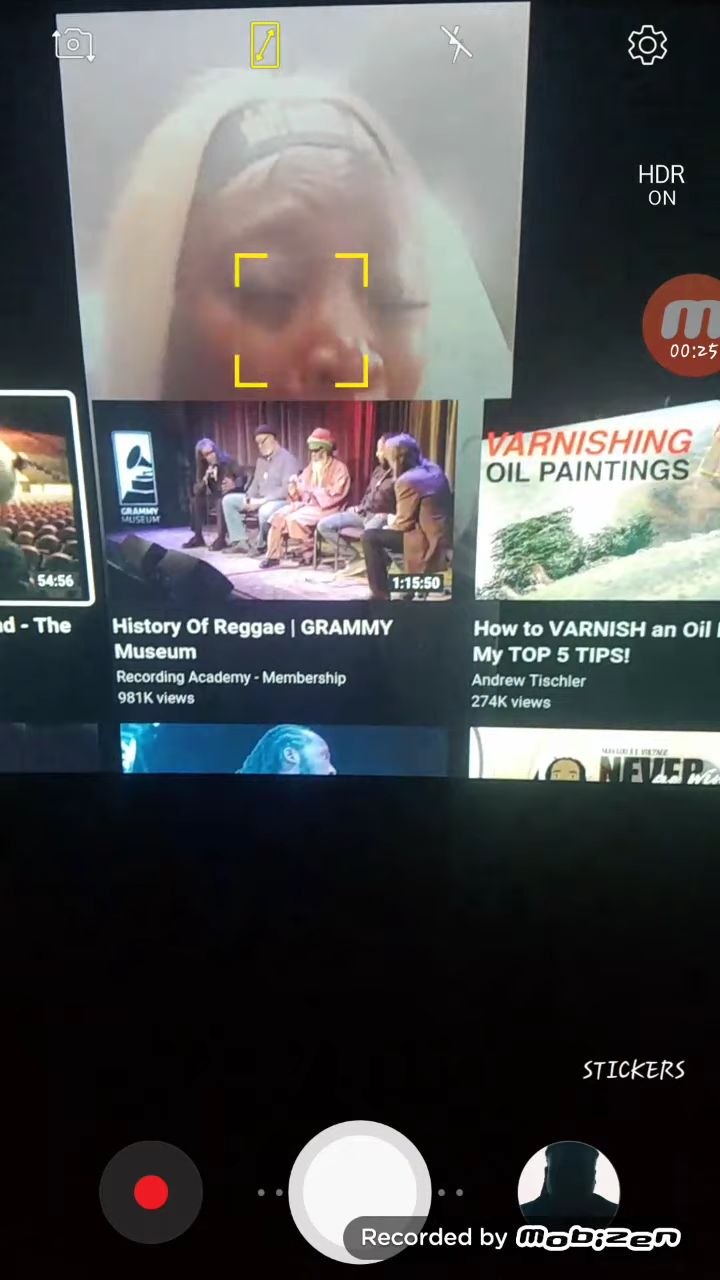 HDR
ON
00:25
GRAMMY
MUSEUM
VARNISHING
OIL PAINTINGS
54:56
1:15:50
nd - The
History Of Reggae | GRAMMY
Museum
Recording Academy - Membership
981K views
How to VARNISH an Oil
My TOP 5 TIPS!
Andrew Tischler
274K views
NEVER
STICKERS
Recorded by mobizen